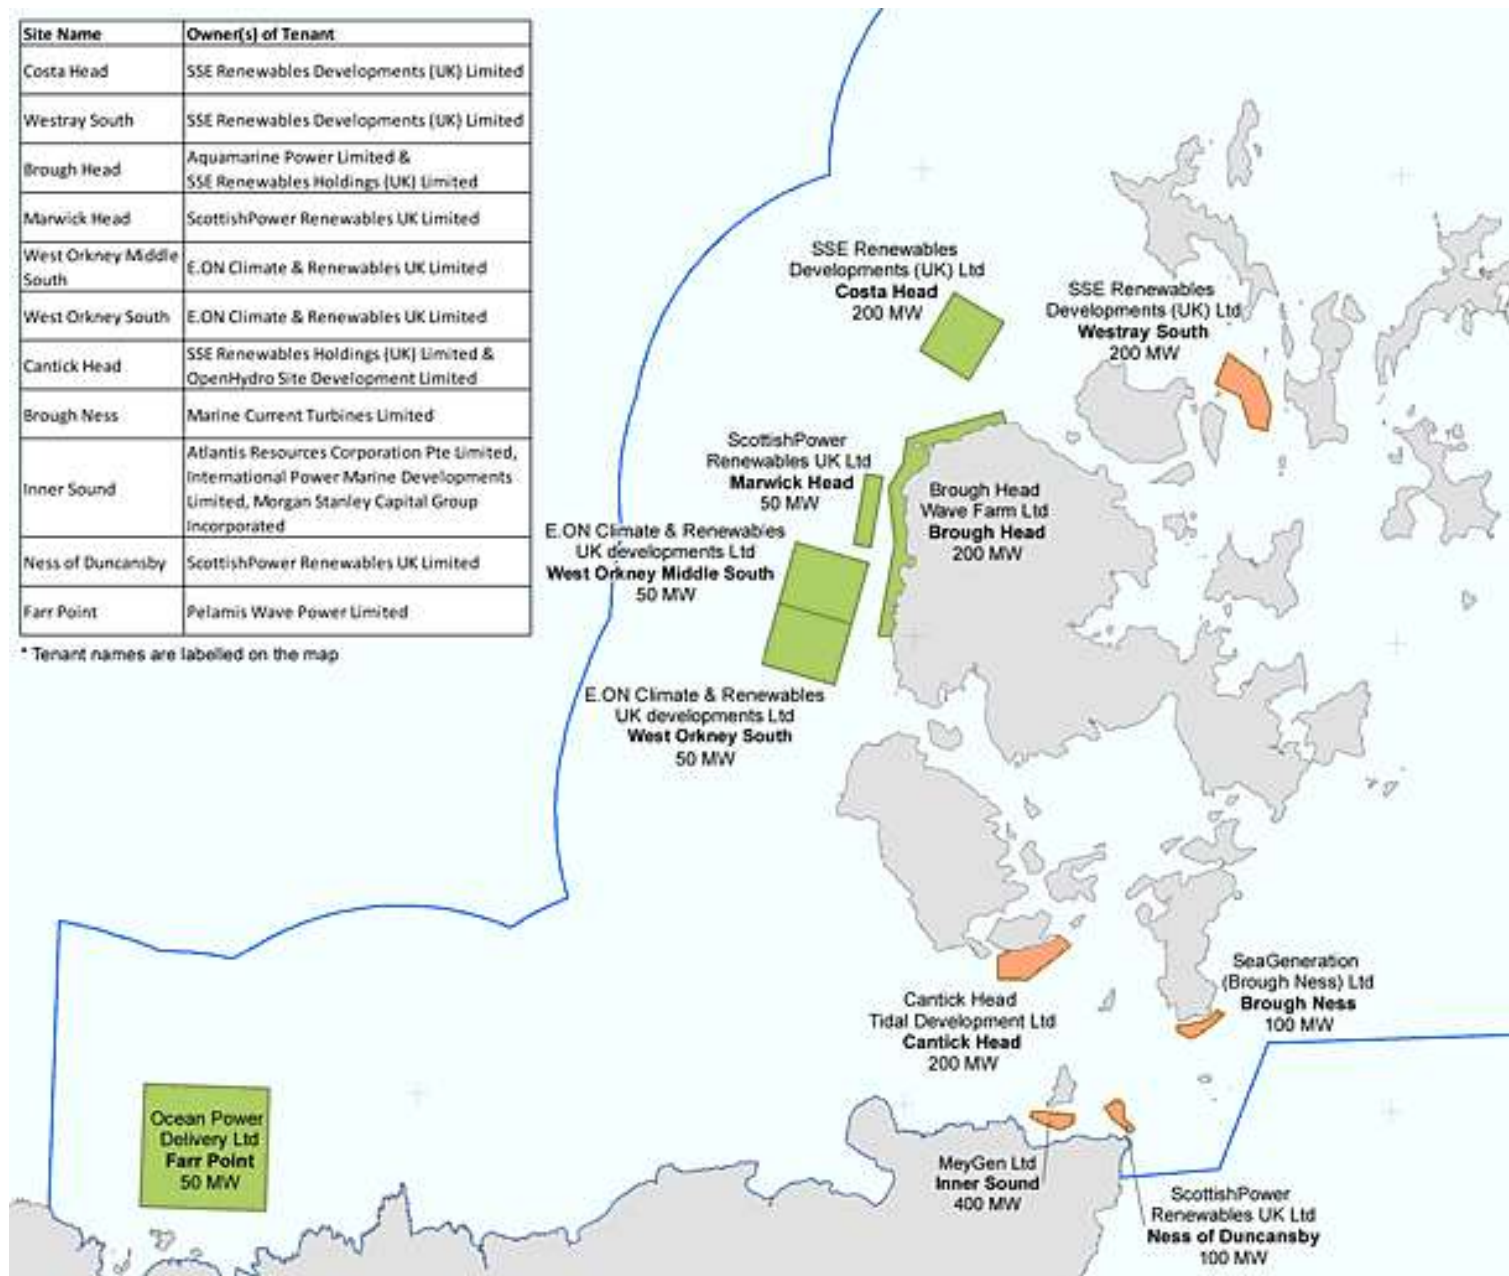 Site Name Owner(s) of Tenant
Costa Head SSE Renewables Developments (UK) Limited
Westray South SSE Renewables Developments (UK) Limited
Brough Head Aquamarine Power Limited &
SSE Renewables Holdings (UK) Limited
Marwick Head ScottishPower Renewables UK Limited
West Orkney Middle
South
E.ON Climate & Renewables UK Limited
West Orkney South E.ON Climate & Renewables UK Limited
Cantick Head SSE Renewables Holdings (UK) Limited &
OpenHydro Site Development Limited
Brough Ness Marine Current Turbines Limited
Inner Sound Atlantis Resources Corporation Pte Limited,
International Power Marine Developments
Limited, Morgan Stanley Capital Group
Incorporated
Ness of Duncansby ScottishPower Renewables UK Limited
Farr Point Pelamis Wave Power Limited
* Tenant names are labelled on the map
SSE Renewables
Developments (UK) Ltd
Costa Head
200 MW
SSE Renewables
Developments (UK) Ltd
Westray South
200 MW
ScottishPower
Renewables UK Ltd
Marwick Head
50 MW
Brough Head
Wave Farm Ltd
Brough Head
200 MW
E.ON Climate & Renewables
UK developments Ltd
West Orkney Middle South
50 MW
E.ON Climate & Renewables
UK developments Ltd
West Orkney South
50 MW
SeaGeneration
(Brough Ness) Ltd
Brough Ness
100 MW
Cantick Head
Tidal Development Ltd
Cantick Head
200 MW
Ocean Power
Delivery Ltd
Farr Point
50 MW
MeyGen Ltd
Inner Sound
400 MW
ScottishPower
Renewables UK Ltd
Ness of Duncansby
100 MW